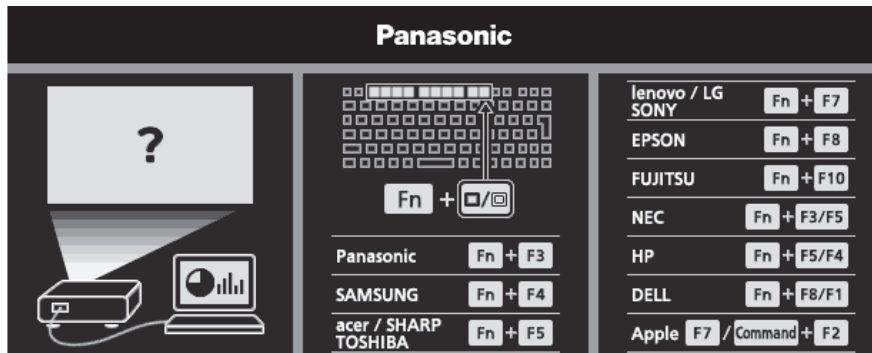 Panasonic
?
Fn + □/回
Panasonic Fn + F3
SAMSUNG Fn + F4
acer / SHARP
TOSHIBA Fn + F5
lenovo / LG
SONY Fn + F7
EPSON Fn + F8
FUJITSU Fn + F10
NEC Fn + F3/F5
HP Fn + F5/F4
DELL Fn + F8/F1
Apple F7 / Command + F2